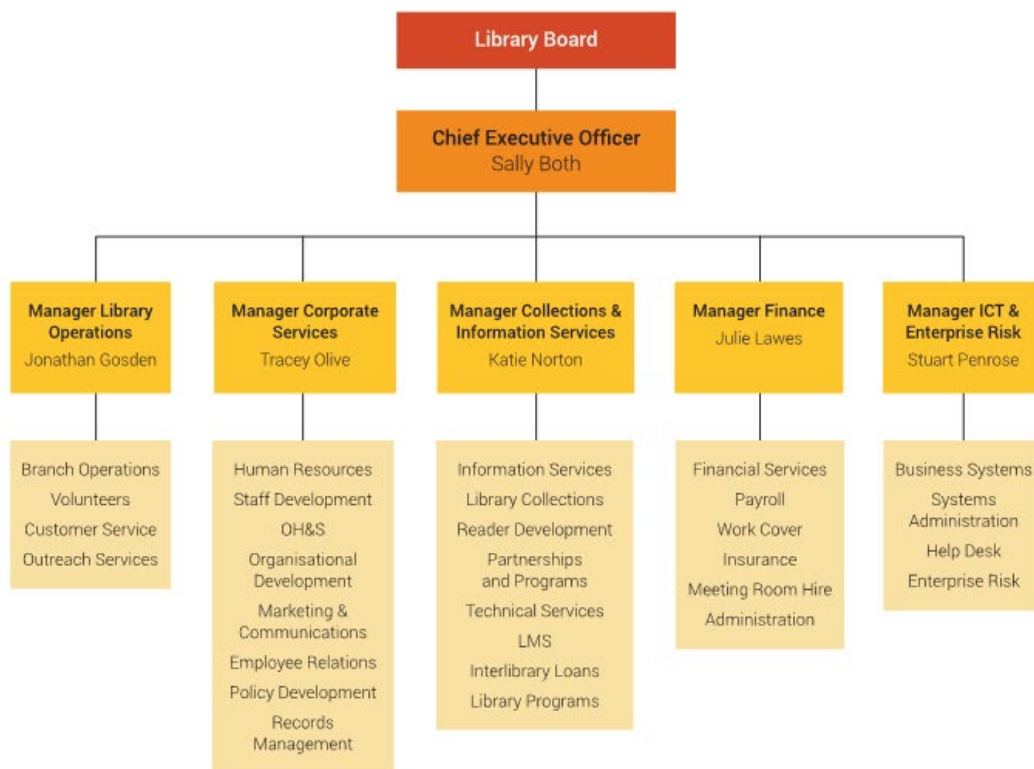 Library Board
Chief Executive Officer
Sally Both
Manager Library
Operations
Jonathan Gosden
Branch Operations
Volunteers
Customer Service
Outreach Services
Manager Corporate
Services
Tracey Olive
Human Resources
Staff Development
OH&S
Organisational
Development
Marketing &
Communications
Employee Relations
Policy Development
Records
Management
Manager Collections &
Information Services
Katie Norton
Information Services
Library Collections
Reader Development
Partnerships
and Programs
Technical Services
LMS
Interlibrary Loans
Library Programs
Manager Finance
Julie Lawes
Financial Services
Payroll
Work Cover
Insurance
Meeting Room Hire
Administration
Manager ICT &
Enterprise Risk
Stuart Penrose
Business Systems
Systems
Administration
Help Desk
Enterprise Risk